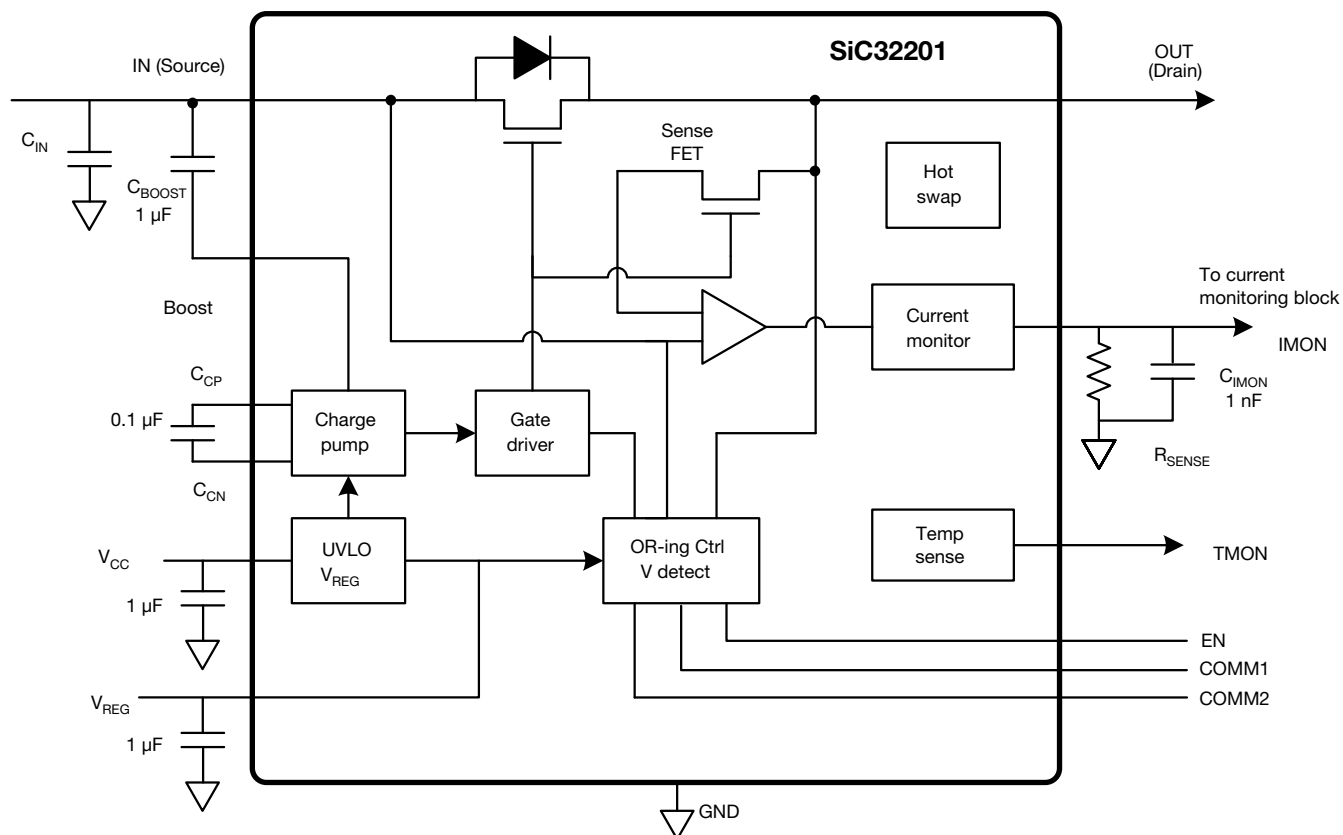 SiC32201
IN (Source)
OUT
(Drain)
C_IN
C_BOOST
1 µF
Sense
FET
Hot
swap
Boost
To current
monitoring block
IMON
Current
monitor
C_CP
0.1 µF
C_CN
Charge
pump
Gate
driver
C_IMON
1 nF
R_SENSE
V_CC
1 µF
UVLO
V_REG
OR-ing Ctrl
V detect
Temp
sense
TMON
EN
COMM1
COMM2
V_REG
1 µF
GND